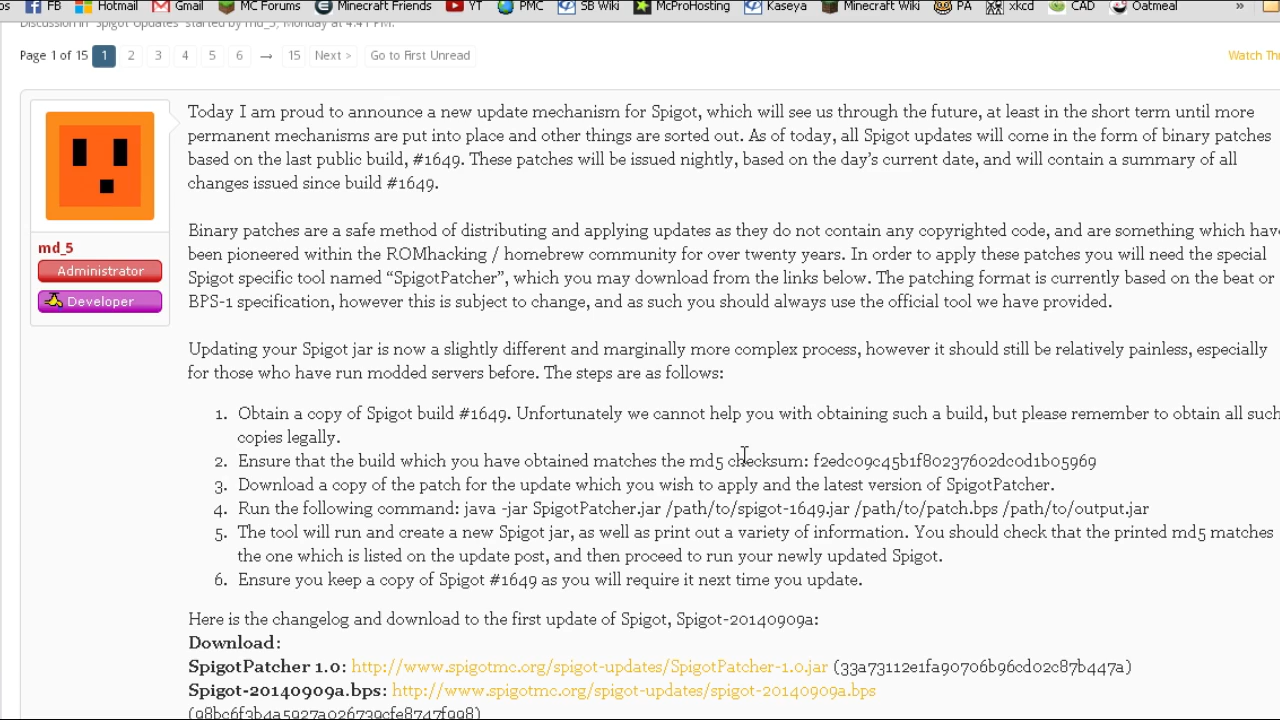 os FB Hotmail Gmail MC Forums Minecraft Friends YT PMC SB Wiki McProHosting Kaseya Minecraft Wiki PA xkcd CAD Oatmeal »
Discussion in 'Spigot Updates' started by md_5, Monday at 4:41 PM.
Page 1 of 15 1 2 3 4 5 6 → 15 Next > Go to First Unread
Watch Thr
Today I am proud to announce a new update mechanism for Spigot, which will see us through the future, at least in the short term until more
permanent mechanisms are put into place and other things are sorted out. As of today, all Spigot updates will come in the form of binary patches
based on the last public build, #1649. These patches will be issued nightly, based on the day's current date, and will contain a summary of all
changes issued since build #1649.
md_5
Administrator
Developer
Binary patches are a safe method of distributing and applying updates as they do not contain any copyrighted code, and are something which have
been pioneered within the ROMhacking / homebrew community for over twenty years. In order to apply these patches you will need the special
Spigot specific tool named “SpigotPatcher”, which you may download from the links below. The patching format is currently based on the beat or
BPS-1 specification, however this is subject to change, and as such you should always use the official tool we have provided.
Updating your Spigot jar is now a slightly different and marginally more complex process, however it should still be relatively painless, especially
for those who have run modded servers before. The steps are as follows:
1. Obtain a copy of Spigot build #1649. Unfortunately we cannot help you with obtaining such a build, but please remember to obtain all such
copies legally.
2. Ensure that the build which you have obtained matches the md5 checksum: f2edc09c45b1f80237602dc0d1b05969
3. Download a copy of the patch for the update which you wish to apply and the latest version of SpigotPatcher.
4. Run the following command: java -jar SpigotPatcher.jar /path/to/spigot-1649.jar /path/to/patch.bps /path/to/output.jar
5. The tool will run and create a new Spigot jar, as well as print out a variety of information. You should check that the printed md5 matches
the one which is listed on the update post, and then proceed to run your newly updated Spigot.
6. Ensure you keep a copy of Spigot #1649 as you will require it next time you update.
Here is the changelog and download to the first update of Spigot, Spigot-20140909a:
Download:
SpigotPatcher 1.0: http://www.spigotmc.org/spigot-updates/SpigotPatcher-1.0.jar (33a73112e1fa90706b96cd02c87b447a)
Spigot-20140909a.bps: http://www.spigotmc.org/spigot-updates/spigot-20140909a.bps
(98bc6f3b4a5927a026739cfe8747f998)